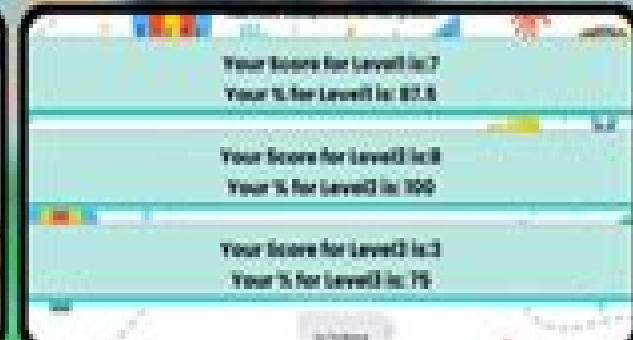 Your Score for Level1 is:7
Your % for Level1 is: 87.5
Your Score for Level2 is:8
Your % for Level2 is: 100
Your Score for Level3 is:3
Your % for Level3 is: 75